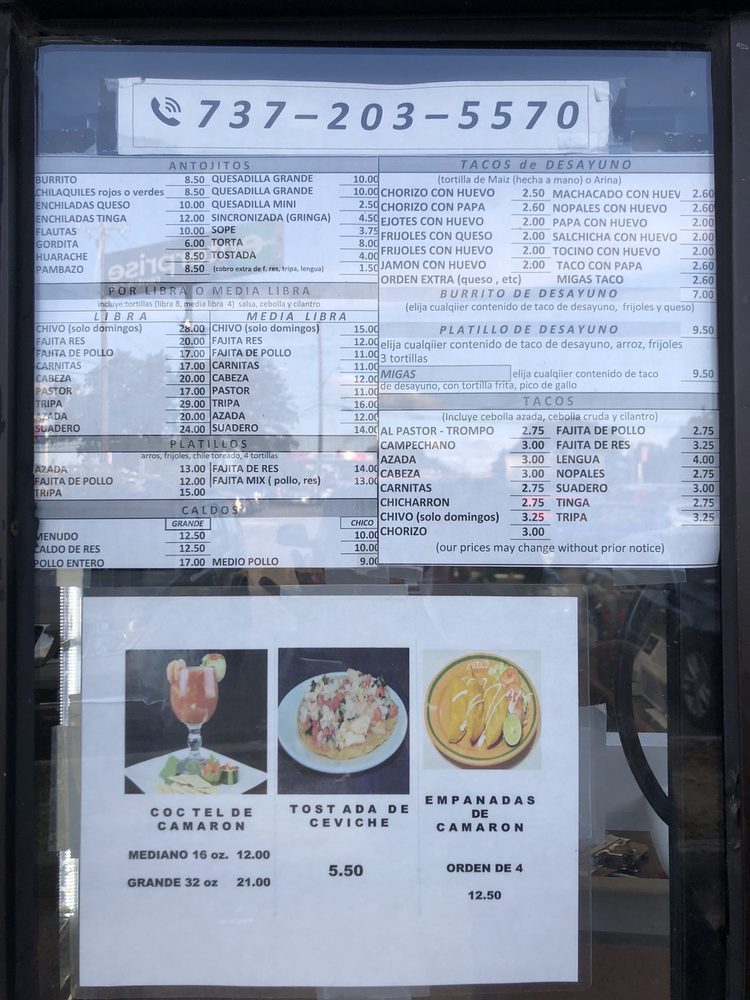 737-203-5570
ANTOJITOS
BURRITO 8.50 QUESADILLA GRANDE 10.00
CHILAQUILES rojos o verdes 8.50 QUESADILLA GRANDE 10.00
ENCHILADAS QUESO 10.00 QUESADILLA MINI 2.50
ENCHILADAS TINGA 12.00 SINCRONIZADA (GRINGA) 4.50
FLAUTAS 10.00 SOPE 3.75
GORDITA 6.00 TORTA 8.00
HUARACHE 8.50 TOSTADA 4.00
PAMBAZO 8.50 (cobro extra de f. res, tripa, lengua) 1.50
POR LIBRA O MEDIA LIBRA
incluye:tortillas (libra 8, media libra 4) salsa, cebolla y cilantro
LIBRA MEDIA LIBRA
CHIVO (solo domingos) 28.00 CHIVO (solo domingos) 15.00
FAJITA RES 20.00 FAJITA RES 12.00
FAJITA DE POLLO 17.00 FAJITA DE POLLO 11.00
CARNITAS 17.00 CARNITAS 11.00
CABEZA 20.00 CABEZA 12.00
PASTOR 17.00 PASTOR 11.00
TRIPA 29.00 TRIPA 16.00
AZADA 20.00 AZADA 12.00
SUADERO 24.00 SUADERO 14.00
PLATILLOS
arros, frijoles, chile toreado, 4 tortillas
AZADA 13.00 FAJITA DE RES 14.00
FAJITA DE POLLO 12.00 FAJITA MIX ( pollo, res) 13.00
TRIPA 15.00
CALDOS
GRANDE CHICO
MENUDO 12.50 10.00
CALDO DE RES 12.50 10.00
POLLO ENTERO 17.00 MEDIO POLLO 9.00
TACOS de DESAYUNO
(tortilla de Maiz (hecha a mano) o Arina)
CHORIZO CON HUEVO 2.50 MACHACADO CON HUEV 2.60
CHORIZO CON PAPA 2.60 NOPALES CON HUEVO 2.60
EJOTES CON HUEVO 2.00 PAPA CON HUEVO 2.00
FRIJOLES CON QUESO 2.00 SALCHICHA CON HUEVO 2.00
FRIJOLES CON HUEVO 2.00 TOCINO CON HUEVO 2.00
JAMON CON HUEVO 2.00 TACO CON PAPA 2.60
ORDEN EXTRA (queso , etc) MIGAS TACO 2.60
BURRITO DE DESAYUNO 7.00
(elija cualqiier contenido de taco de desayuno, frijoles y queso)
PLATILLO DE DESAYUNO 9.50
elija cualqiier contenido de taco de desayuno, arroz, frijoles
3 tortillas
MIGAS elija cualqiier contenido de taco 9.50
de desayuno, con tortilla frita, pico de gallo
TACOS
(Incluye cebolla azada, cebolla cruda y cilantro)
AL PASTOR - TROMPO 2.75 FAJITA DE POLLO 2.75
CAMPECHANO 3.00 FAJITA DE RES 3.25
AZADA 3.00 LENGUA 4.00
CABEZA 3.00 NOPALES 2.75
CARNITAS 2.75 SUADERO 3.00
CHICHARRON 2.75 TINGA 2.75
CHIVO (solo domingos) 3.25 TRIPA 3.25
CHORIZO 3.00
(our prices may change without prior notice)
COCTEL DE
CAMARON
MEDIANO 16 oz. 12.00
GRANDE 32 oz 21.00
TOSTADA DE
CEVICHE
5.50
EMPANADAS
DE
CAMARON
ORDEN DE 4
12.50